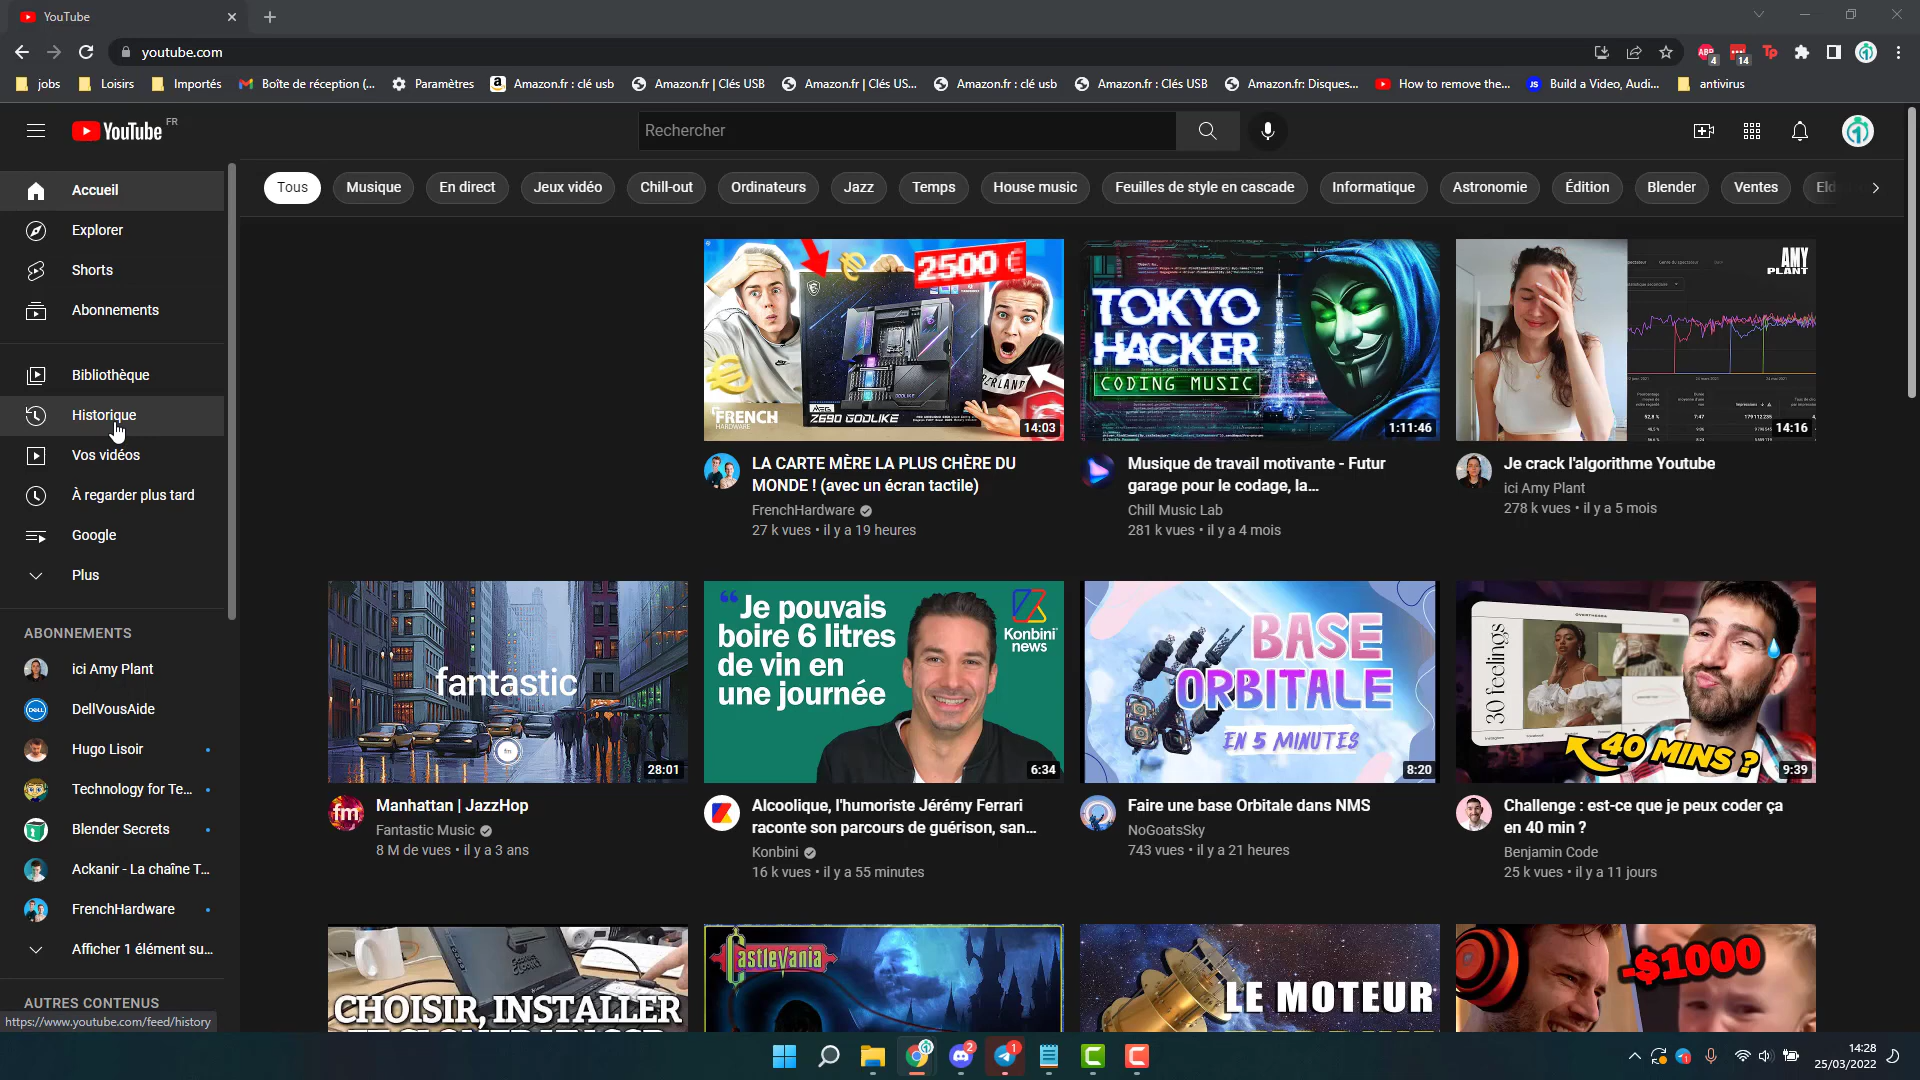 YouTube
youtube.com
4
14
jobs
Loisirs
Importés
Boîte de réception (...
Paramètres
Amazon.fr : clé usb
Amazon.fr | Clés USB
Amazon.fr | Clés US...
Amazon.fr : clé usb
Amazon.fr : Clés USB
Amazon.fr: Disques...
How to remove the...
Build a Video, Audi...
antivirus
YouTube FR
Rechercher
Tous
Musique
En direct
Jeux vidéo
Chill-out
Ordinateurs
Jazz
Temps
House music
Feuilles de style en cascade
Informatique
Astronomie
Édition
Blender
Ventes
Accueil
Explorer
Shorts
Abonnements
Bibliothèque
Historique
Vos vidéos
À regarder plus tard
Google
Plus
ABONNEMENTS
ici Amy Plant
DellVousAide
Hugo Lisoir
Technology for Te...
Blender Secrets
Ackanir - La chaîne T...
FrenchHardware
Afficher 1 élément su...
AUTRES CONTENUS
https://www.youtube.com/feed/history
2500 €
FRENCH
HARDWARE
Z690 GODLIKE
14:03
LA CARTE MÈRE LA PLUS CHÈRE DU
MONDE ! (avec un écran tactile)
FrenchHardware
27 k vues • il y a 19 heures
TOKYO
HACKER
CODING MUSIC
1:11:46
Musique de travail motivante - Futur
garage pour le codage, la...
Chill Music Lab
281 k vues • il y a 4 mois
AMY
PLANT
14:16
Je crack l'algorithme Youtube
ici Amy Plant
278 k vues • il y a 5 mois
fantastic
fm
28:01
Manhattan | JazzHop
Fantastic Music
8 M de vues • il y a 3 ans
“Je pouvais
boire 6 litres
de vin en
une journée
Konbini
news
6:34
Alcoolique, l'humoriste Jérémy Ferrari
raconte son parcours de guérison, san...
Konbini
16 k vues • il y a 55 minutes
BASE
ORBITALE
EN 5 MINUTES
8:20
Faire une base Orbitale dans NMS
NoGoatsSky
743 vues • il y a 21 heures
30 feelings
40 MINS ?
9:39
Challenge : est-ce que je peux coder ça
en 40 min ?
Benjamin Code
25 k vues • il y a 11 jours
CHOISIR, INSTALLER
Castlevania
LE MOTEUR
-$1000
2
1
14:28
25/03/2022